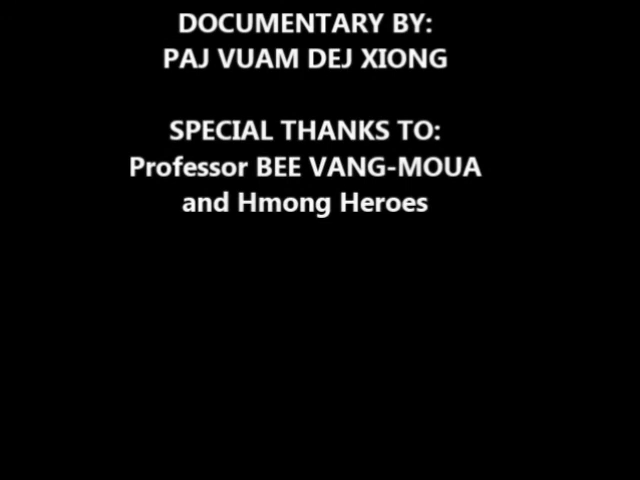 DOCUMENTARY BY:
PAJ VUAM DEJ XIONG
SPECIAL THANKS TO:
Professor BEE VANG-MOUA
and Hmong Heroes